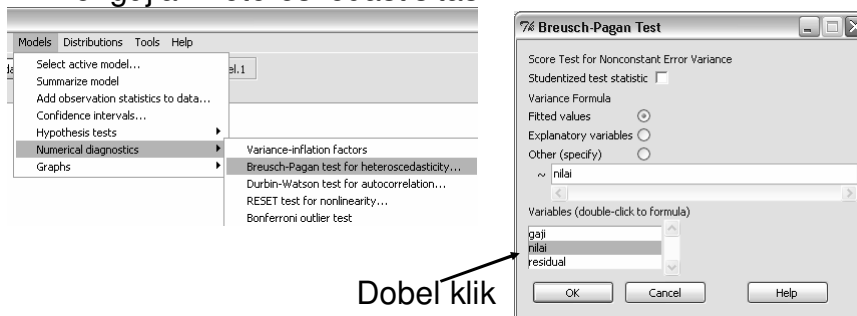 Models Distributions Tools Help
Select active model...
Summarize model
Add observation statistics to data...
Confidence intervals...
Hypothesis tests
Numerical diagnostics
Graphs
Variance-inflation factors
Breusch-Pagan test for heteroscedasticity...
Durbin-Watson test for autocorrelation...
RESET test for nonlinearity...
Bonferroni outlier test
Breusch-Pagan Test
Score Test for Nonconstant Error Variance
Studentized test statistic
Variance Formula
Fitted values
Explanatory variables
Other (specify)
~ nilai
Variables (double-click to formula)
gaji
nilai
residual
OK Cancel Help
Dobel klik